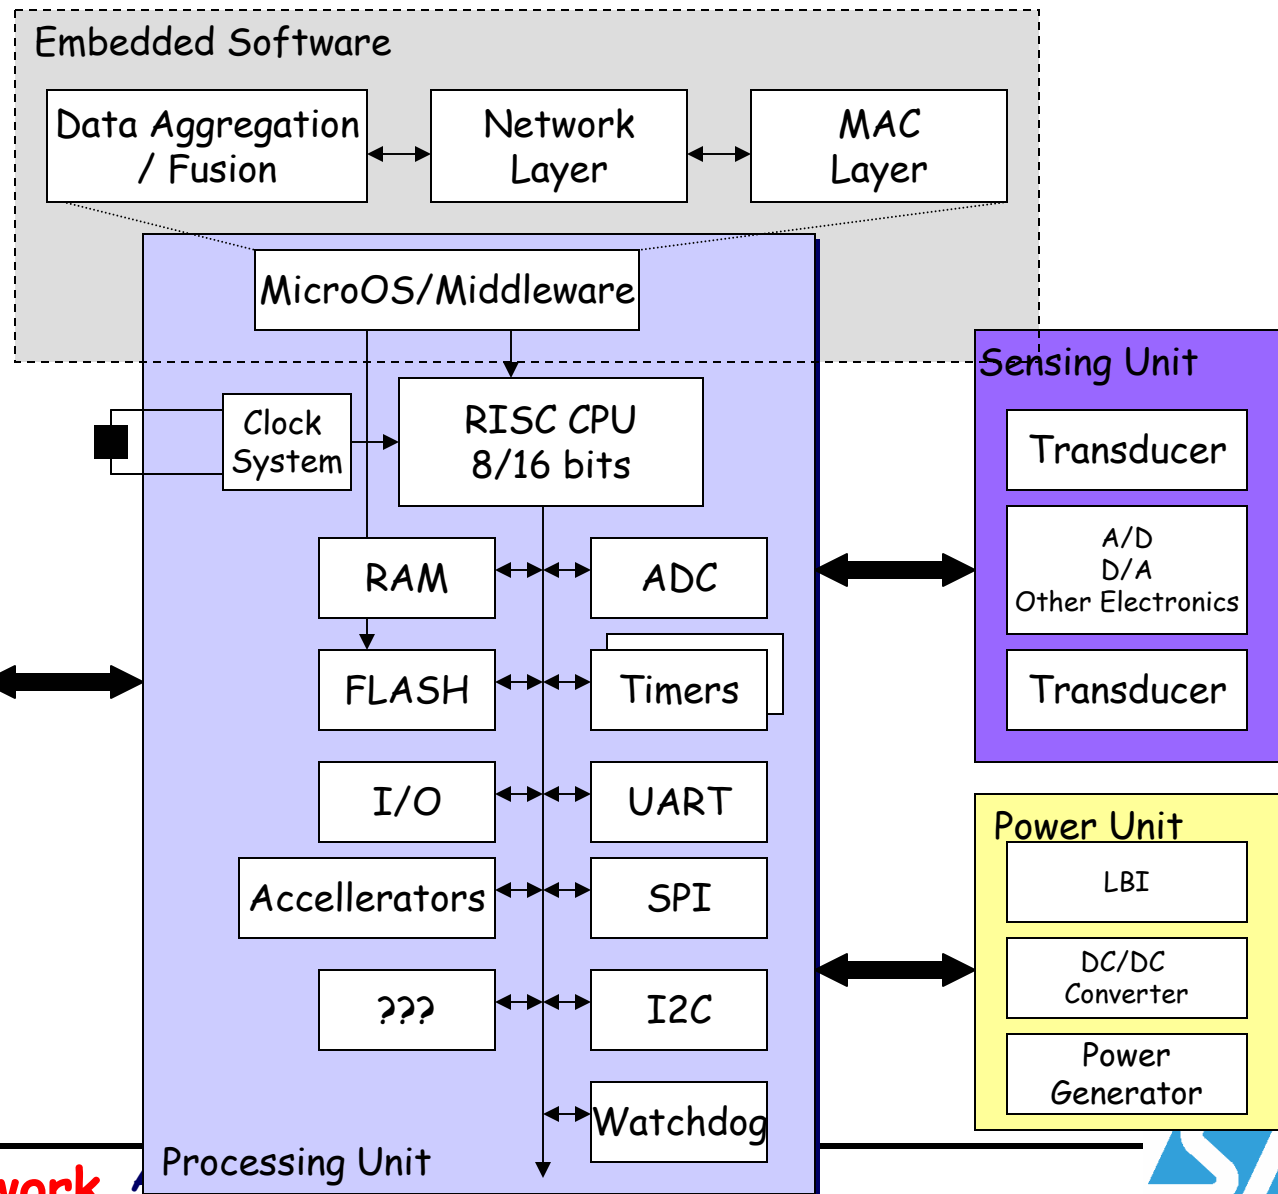 Embedded Software
Data Aggregation
/ Fusion
Network
Layer
MAC
Layer
MicroOS/Middleware
Clock
System
RISC CPU
8/16 bits
RAM
ADC
FLASH
Timers
I/O
UART
Accellerators
SPI
???
I2C
Watchdog
Processing Unit
Sensing Unit
Transducer
A/D
D/A
Other Electronics
Transducer
Power Unit
LBI
DC/DC
Converter
Power
Generator
work